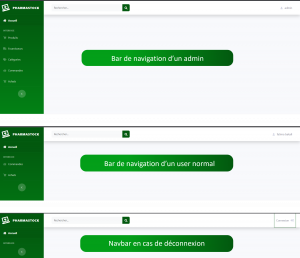 PHARMASTOCK
Rechercher...
admin
Accueil
Produits
Fournisseurs
Catégories
Commandes
Ventes
Bar de navigation d'un admin
PHARMASTOCK
Rechercher...
Accueil
Commandes
Ventes
Bar de navigation d'un user normal
PHARMASTOCK
Rechercher...
Accueil
Navbar en cas de déconnexion